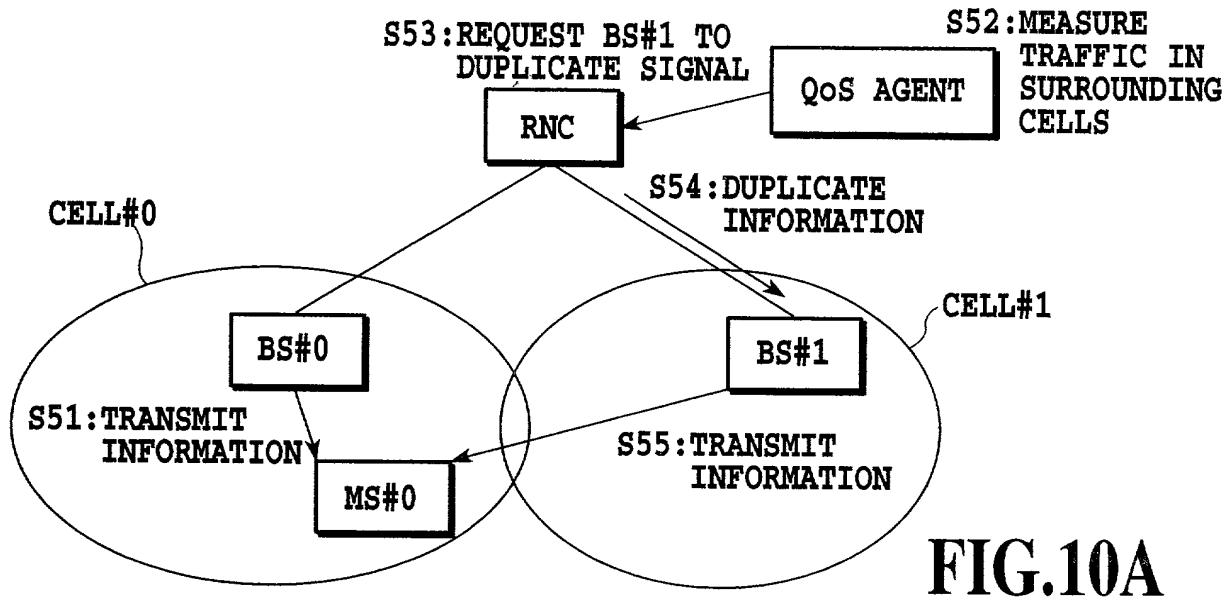 S53:REQUEST BS#1 TO
DUPLICATE SIGNAL
S52:MEASURE
TRAFFIC IN
SURROUNDING
CELLS
QoS AGENT
RNC
S54:DUPLICATE
INFORMATION
CELL#0
CELL#1
BS#0
BS#1
S51:TRANSMIT
INFORMATION
S55:TRANSMIT
INFORMATION
MS#0
FIG.10A